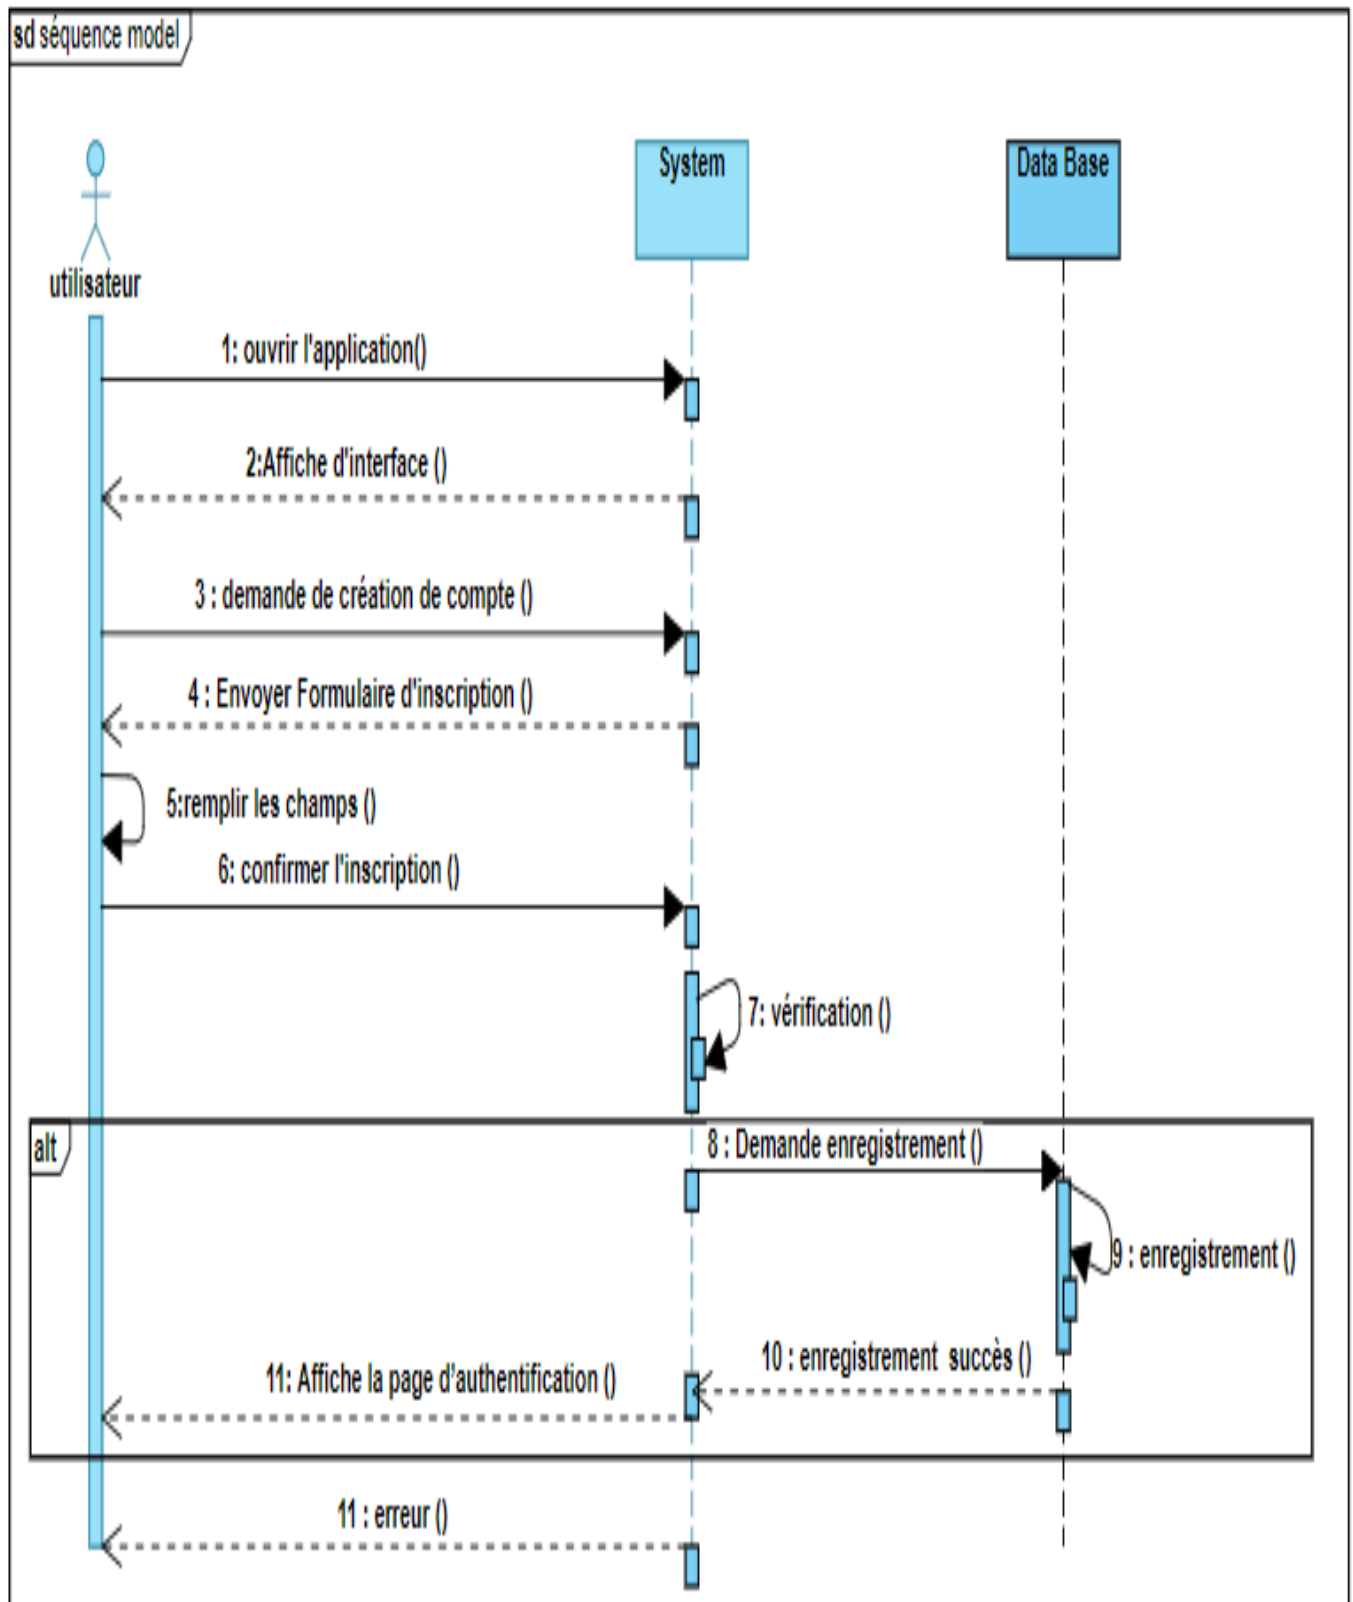 sd séquence model
System
Data Base
utilisateur
1: ouvrir l'application()
2:Affiche d'interface ()
3 : demande de création de compte ()
4 : Envoyer Formulaire d'inscription ()
5:remplir les champs ()
6: confirmer l'inscription ()
7: vérification ()
alt
8 : Demande enregistrement ()
9 : enregistrement ()
10 : enregistrement succès ()
11: Affiche la page d'authentification ()
11 : erreur ()